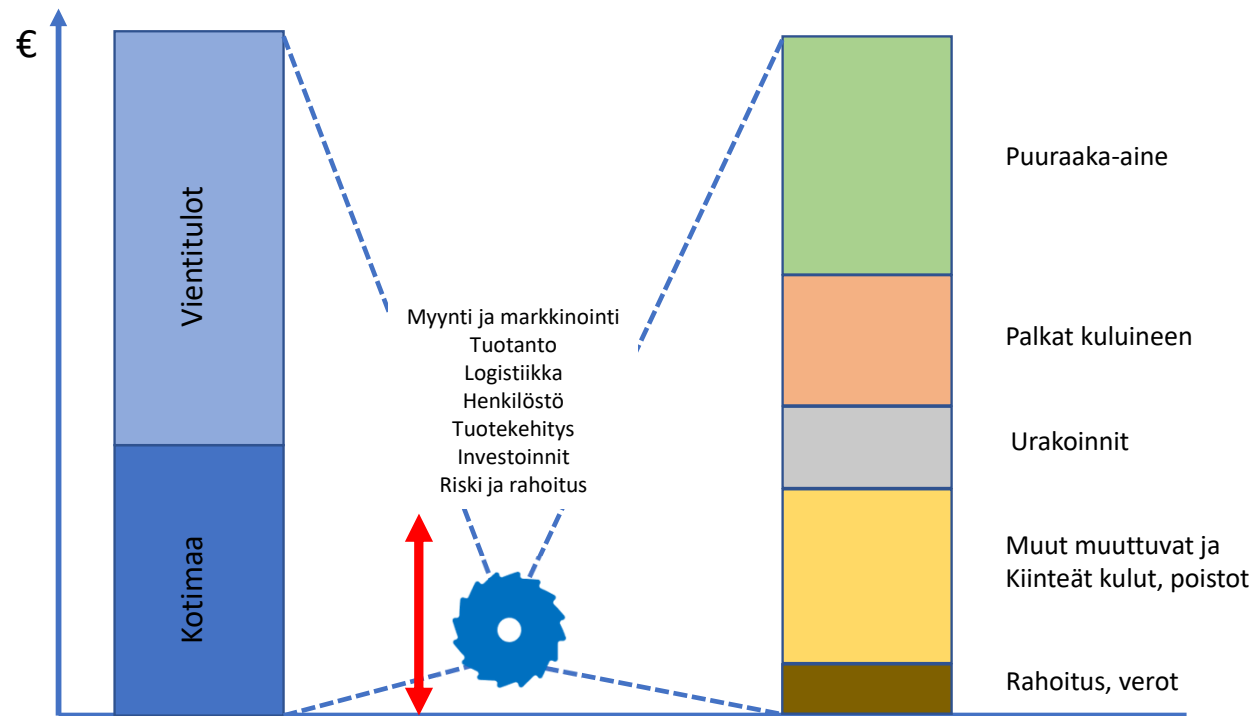 €
Vientitulot
Kotimaa
Myynti ja markkinointi
Tuotanto
Logistiikka
Henkilöstö
Tuotekehitys
Investoinnit
Riski ja rahoitus
Puuraaka-aine
Palkat kuluineen
Urakoinnit
Muut muuttuvat ja
Kiinteät kulut, poistot
Rahoitus, verot